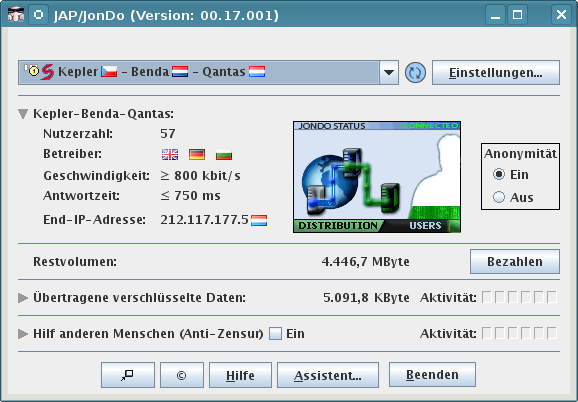 JAP/JonDo (Version: 00.17.001)
Kepler - Benda - Qantas
Einstellungen...
Kepler-Benda-Qantas:
Nutzerzahl: 57
Betreiber:
Geschwindigkeit: ≥ 800 kbit/s
Antwortzeit: ≤ 750 ms
End-IP-Adresse: 212.117.177.5
JONDO STATUS CONNECTED
DISTRIBUTION USERS
Anonymität
Ein
Aus
Restvolumen: 4.446,7 MByte Bezahlen
Übertragene verschlüsselte Daten: 5.091,8 KByte Aktivität:
Hilf anderen Menschen (Anti-Zensur) Ein Aktivität:
© Hilfe Assistent... Beenden